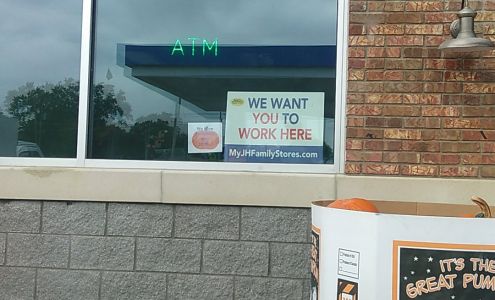 ATM
WE WANT
YOU TO
WORK HERE
MyJHFamilyStores.com
IT'S THE
GREAT PUM